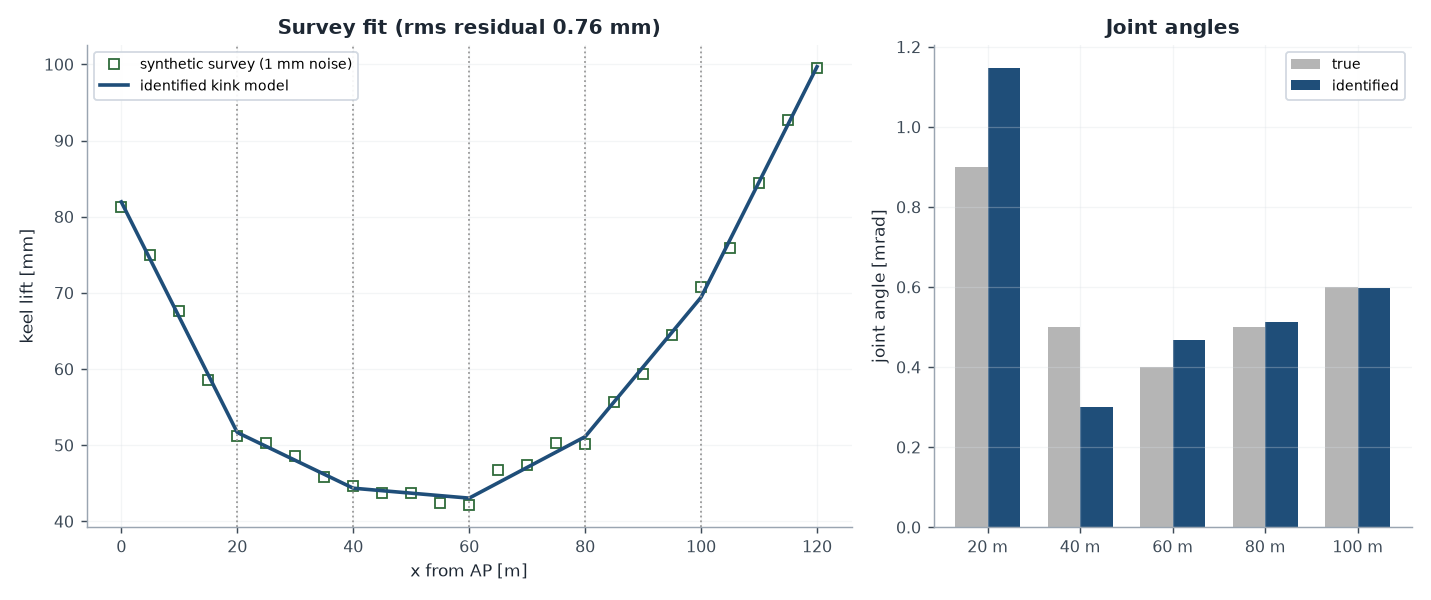 Survey fit (rms residual 0.76 mm)
synthetic survey (1 mm noise)
identified kink model
keel lift [mm]
100
90
80
70
60
50
40
0
20
40
60
80
100
120
x from AP [m]
Joint angles
true
identified
joint angle [mrad]
1.2
1.0
0.8
0.6
0.4
0.2
0.0
20 m
40 m
60 m
80 m
100 m